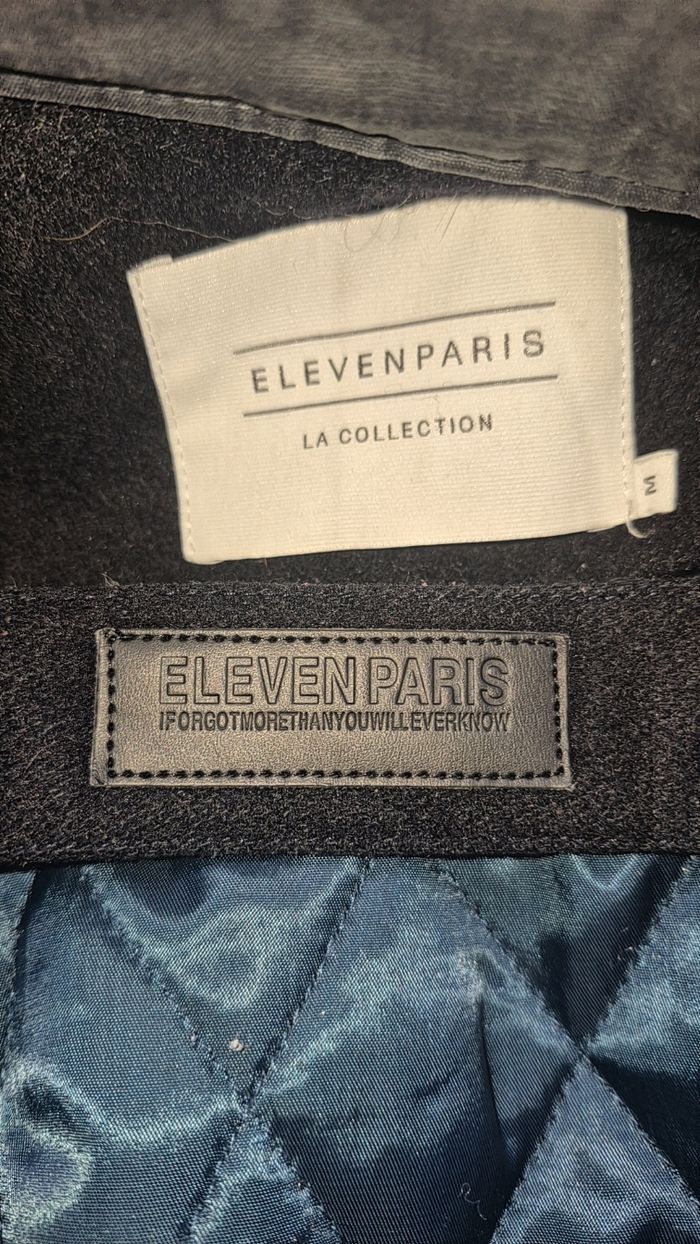 ELEVENPARIS
LA COLLECTION
M
ELEVEN PARIS
IFORGOTMORETHANYOUWILLEVERKNOW